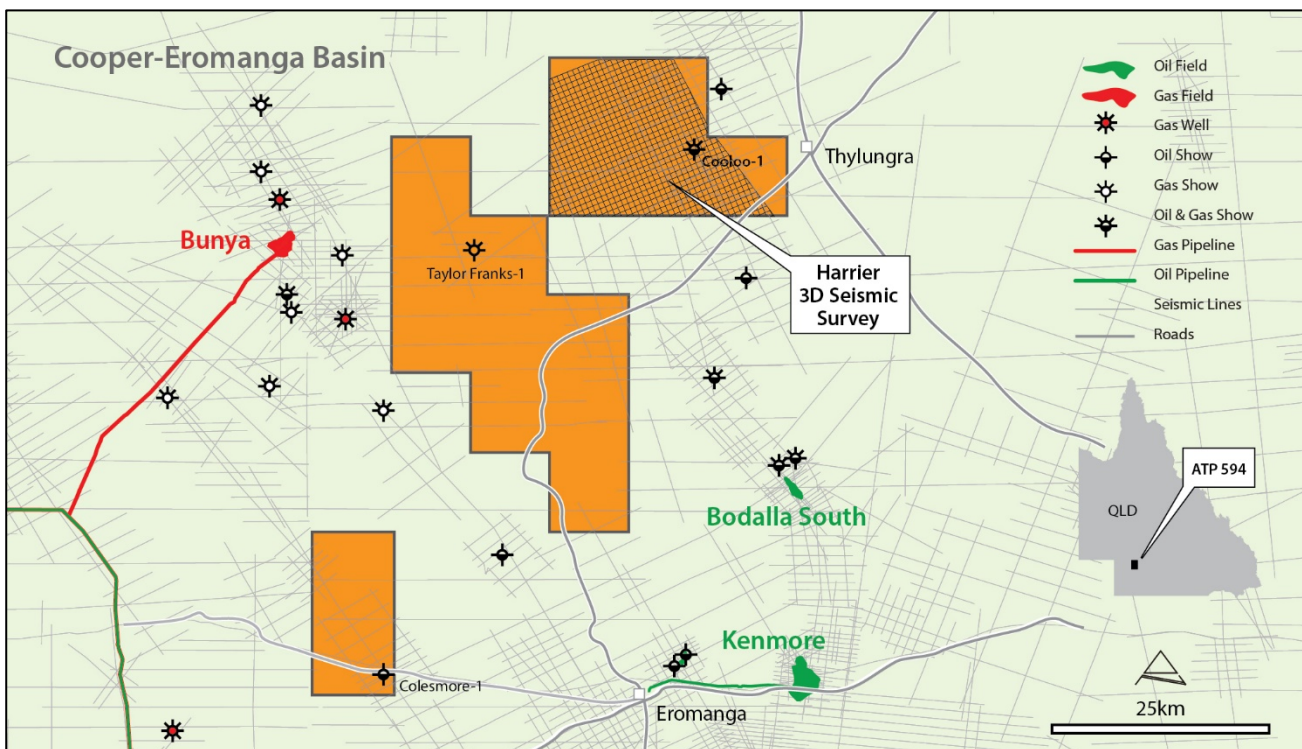 Cooper-Eromanga Basin
Oil Field
Gas Field
Gas Well
Oil Show
Gas Show
Oil & Gas Show
Gas Pipeline
Oil Pipeline
Seismic Lines
Roads
Cooloo-1
Thylungra
Bunya
Taylor Franks-1
Harrier
3D Seismic
Survey
ATP 594
QLD
Bodalla South
Kenmore
Colesmore-1
Eromanga
25km